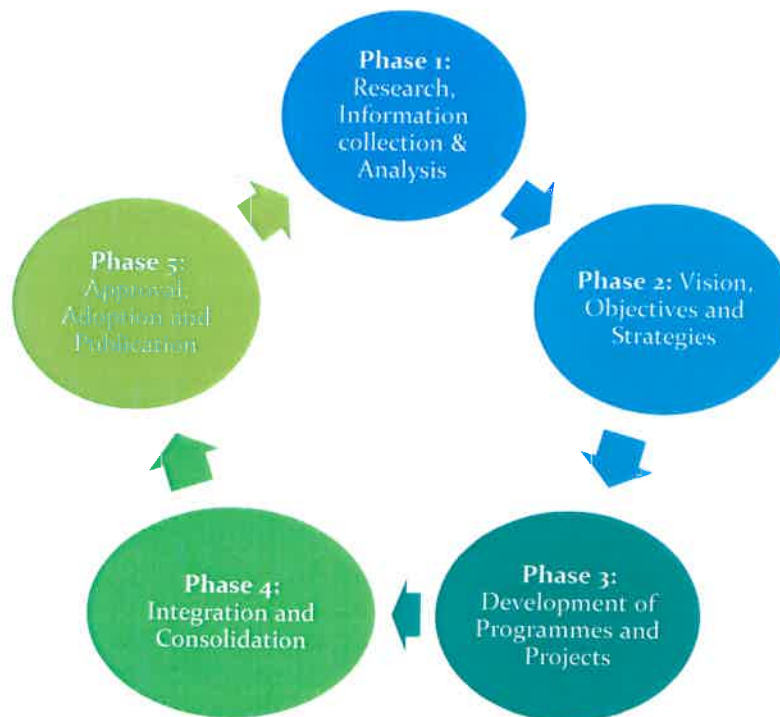 Phase 1:
Research,
Information
collection &
Analysis
Phase 2: Vision,
Objectives and
Strategies
Phase 3:
Development of
Programmes and
Projects
Phase 4:
Integration and
Consolidation
Phase 5:
Approval,
Adoption and
Publication